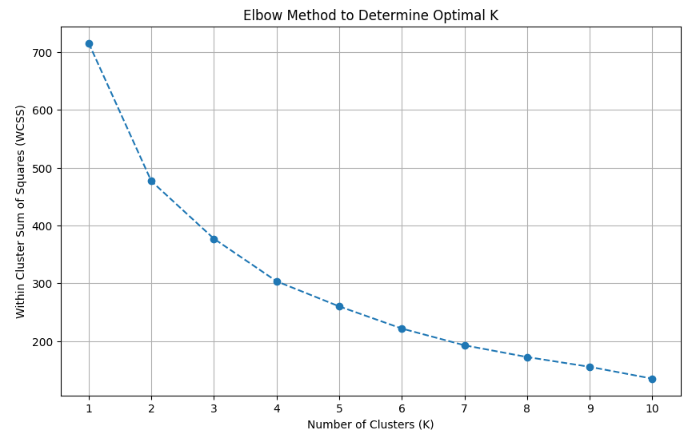 Elbow Method to Determine Optimal K
Within Cluster Sum of Squares (WCSS)
700
600
500
400
300
200
1 2 3 4 5 6 7 8 9 10
Number of Clusters (K)